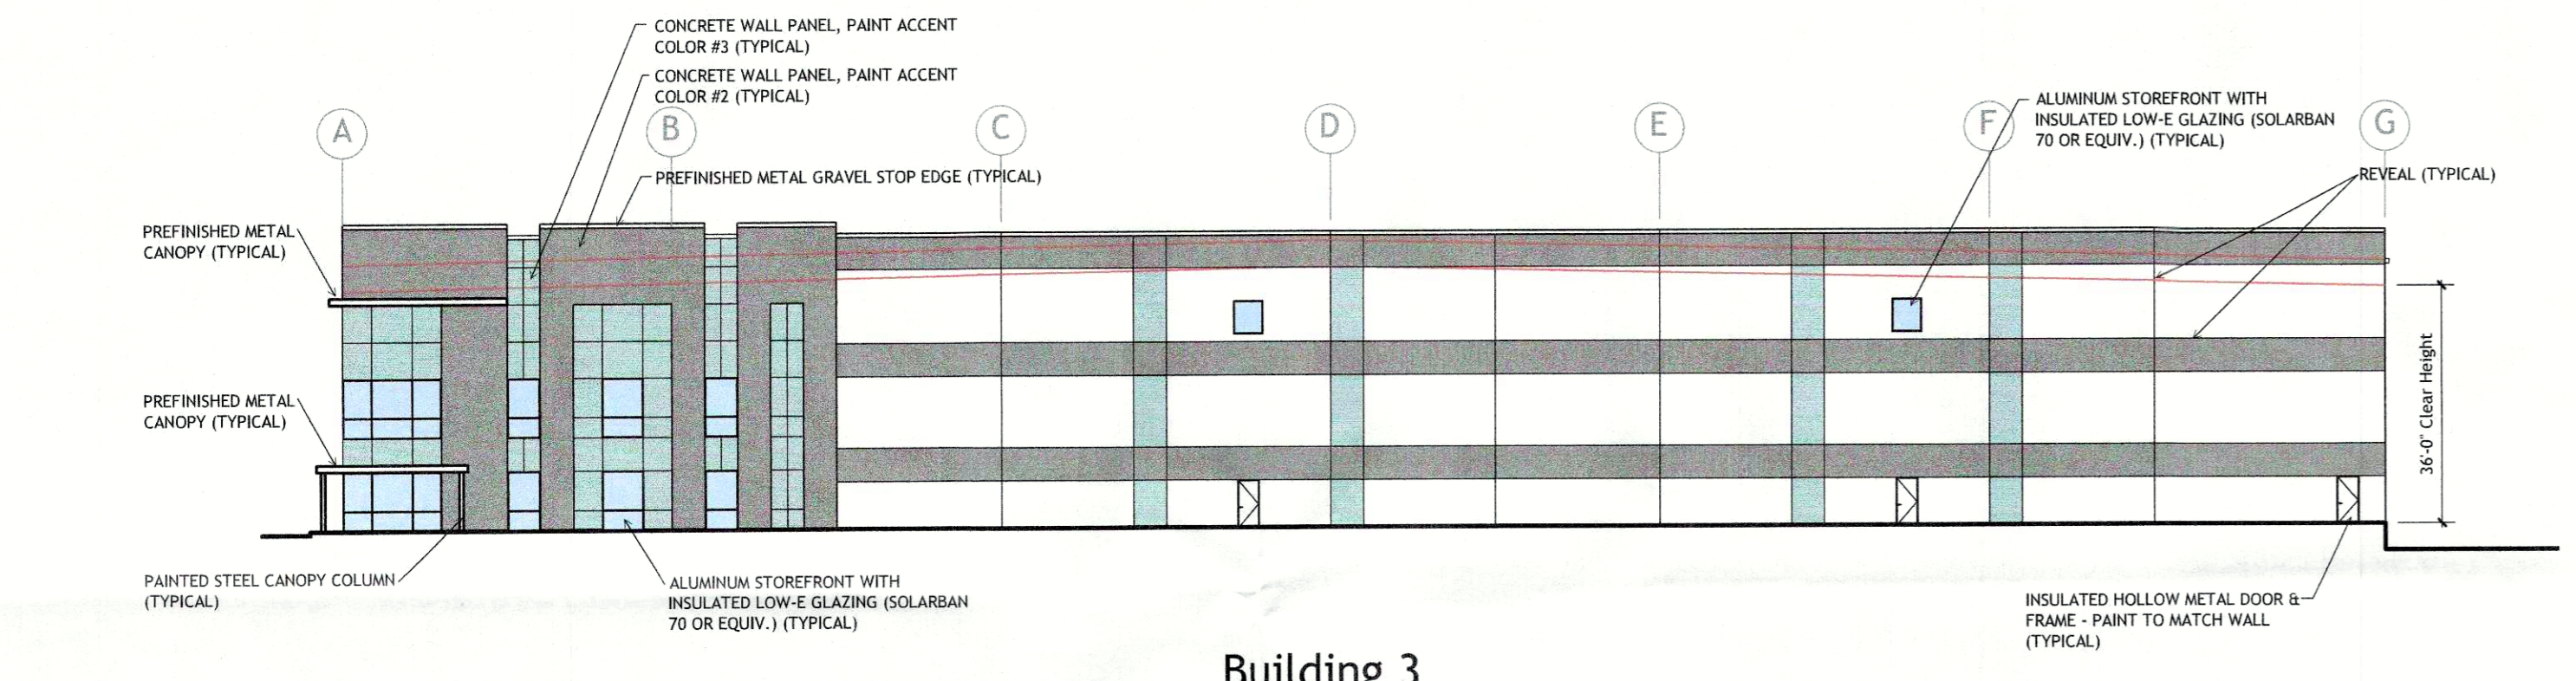 CONCRETE WALL PANEL, PAINT ACCENT
COLOR #3 (TYPICAL)
CONCRETE WALL PANEL, PAINT ACCENT
COLOR #2 (TYPICAL)
ALUMINUM STOREFRONT WITH
INSULATED LOW-E GLAZING (SOLARBAN
70 OR EQUIV.) (TYPICAL)
A
B
C
D
E
F
G
PREFINISHED METAL GRAVEL STOP EDGE (TYPICAL)
REVEAL (TYPICAL)
PREFINISHED METAL
CANOPY (TYPICAL)
PREFINISHED METAL
CANOPY (TYPICAL)
36'-0" Clear Height
PAINTED STEEL CANOPY COLUMN
(TYPICAL)
ALUMINUM STOREFRONT WITH
INSULATED LOW-E GLAZING (SOLARBAN
70 OR EQUIV.) (TYPICAL)
INSULATED HOLLOW METAL DOOR &
FRAME - PAINT TO MATCH WALL
(TYPICAL)
Building 3